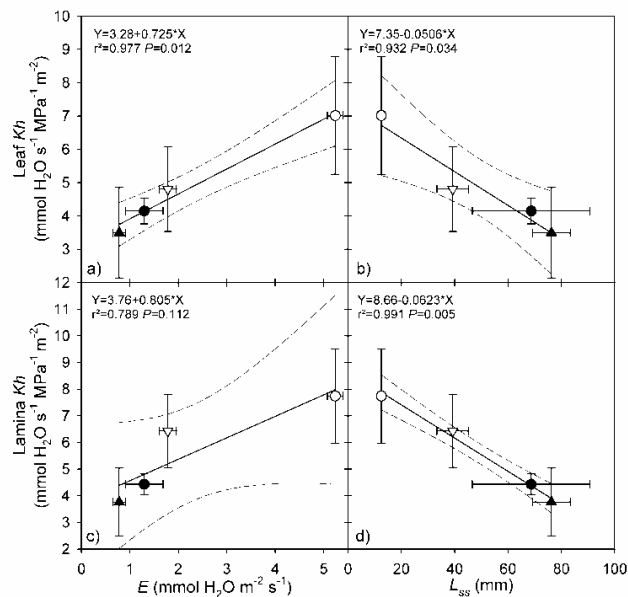 Y=3.28+0.725*X
r²=0.977 P=0.012
Y=7.35-0.0506*X
r²=0.932 P=0.034
Leaf Kh
(mmol H₂O s⁻¹ MPa⁻¹ m⁻²)
10
9
8
7
6
5
4
3
12
a)
b)
Y=3.76+0.805*X
r²=0.789 P=0.112
Y=8.66-0.0623*X
r²=0.991 P=0.005
Lamina Kh
(mmol H₂O s⁻¹ MPa⁻¹ m⁻²)
11
10
9
8
7
6
5
4
3
2
c)
d)
0 1 2 3 4 5 0 20 40 60 80 100
E (mmol H₂O m⁻² s⁻¹)
Lss (mm)